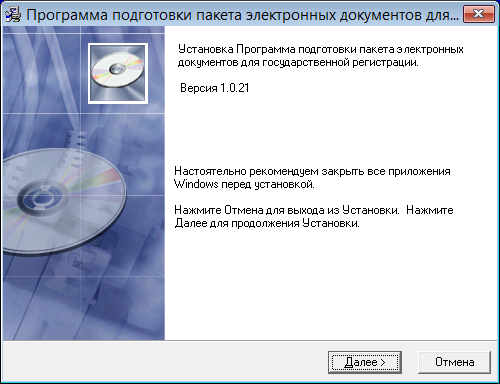 Программа подготовки пакета электронных документов для...
Установка Программа подготовки пакета электронных
документов для государственной регистрации.
Версия 1.0.21
Настоятельно рекомендуем закрыть все приложения
Windows перед установкой.
Нажмите Отмена для выхода из Установки. Нажмите
Далее для продолжения Установки.
Далее >
Отмена